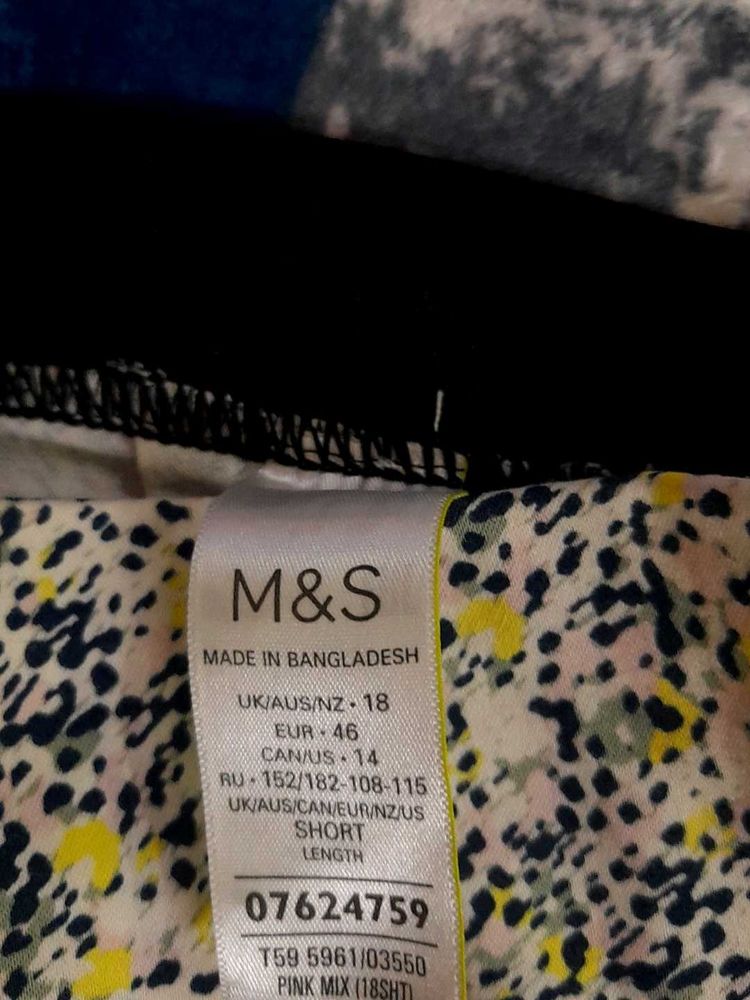 M&S
MADE IN BANGLADESH
UK/AUS/NZ • 18
EUR • 46
CAN/US • 14
RU • 152/182-108-115
UK/AUS/CAN/EUR/NZ/US
SHORT
LENGTH
07624759
T59 5961/03550
PINK MIX (18SHT)